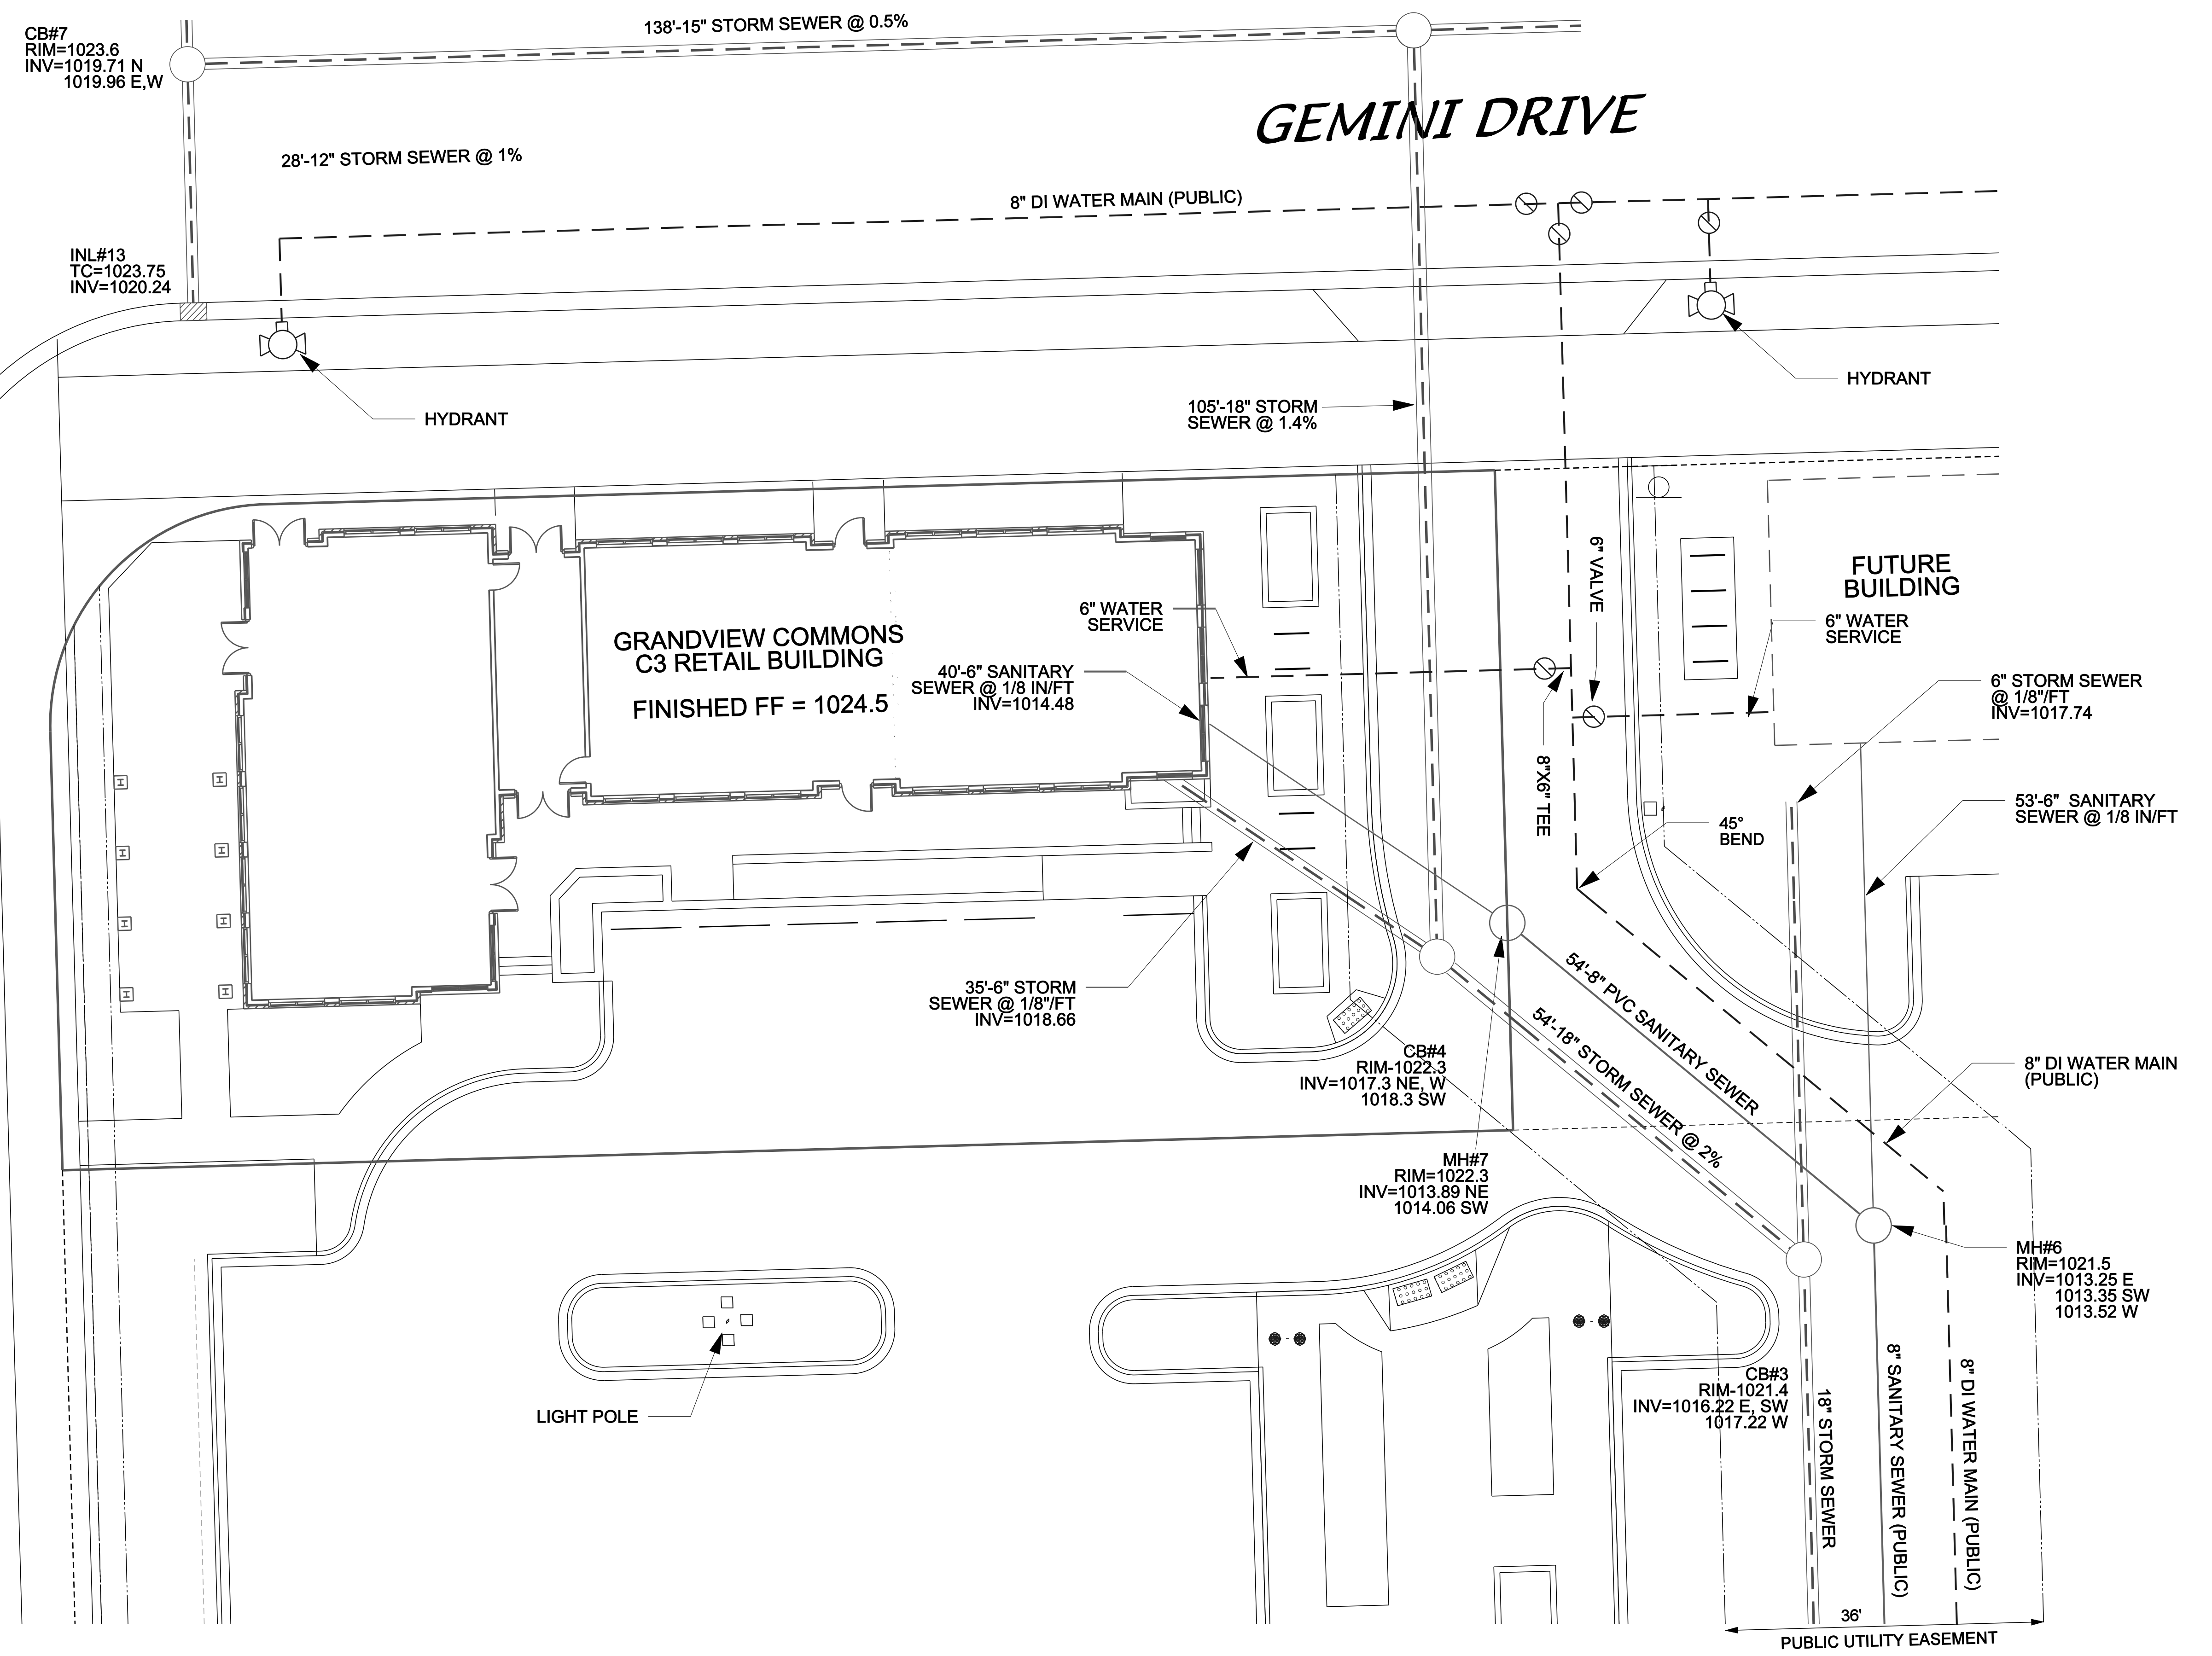 CB#7
RIM=1023.6
INV=1019.71 N
1019.96 E,W
138'-15" STORM SEWER @ 0.5%
GEMINI DRIVE
28'-12" STORM SEWER @ 1%
8" DI WATER MAIN (PUBLIC)
INL#13
TC=1023.75
INV=1020.24
HYDRANT
HYDRANT
105'-18" STORM
SEWER @ 1.4%
6" VALVE
FUTURE
BUILDING
6" WATER
SERVICE
6" WATER
SERVICE
GRANDVIEW COMMONS
C3 RETAIL BUILDING
FINISHED FF = 1024.5
40'-6" SANITARY
SEWER @ 1/8 IN/FT
INV=1014.48
6" STORM SEWER
@ 1/8"/FT
INV=1017.74
8"X6" TEE
53'-6" SANITARY
SEWER @ 1/8 IN/FT
45°
BEND
35'-6" STORM
SEWER @ 1/8"/FT
INV=1018.66
54'-8" PVC SANITARY SEWER
54'-18" STORM SEWER @ 2%
CB#4
RIM-1022.3
INV=1017.3 NE, W
1018.3 SW
8" DI WATER MAIN
(PUBLIC)
MH#7
RIM=1022.3
INV=1013.89 NE
1014.06 SW
MH#6
RIM=1021.5
INV=1013.25 E
1013.35 SW
1013.52 W
LIGHT POLE
CB#3
RIM-1021.4
INV=1016.22 E, SW
1017.22 W
18" STORM SEWER
8" SANITARY SEWER (PUBLIC)
8" DI WATER MAIN (PUBLIC)
36'
PUBLIC UTILITY EASEMENT